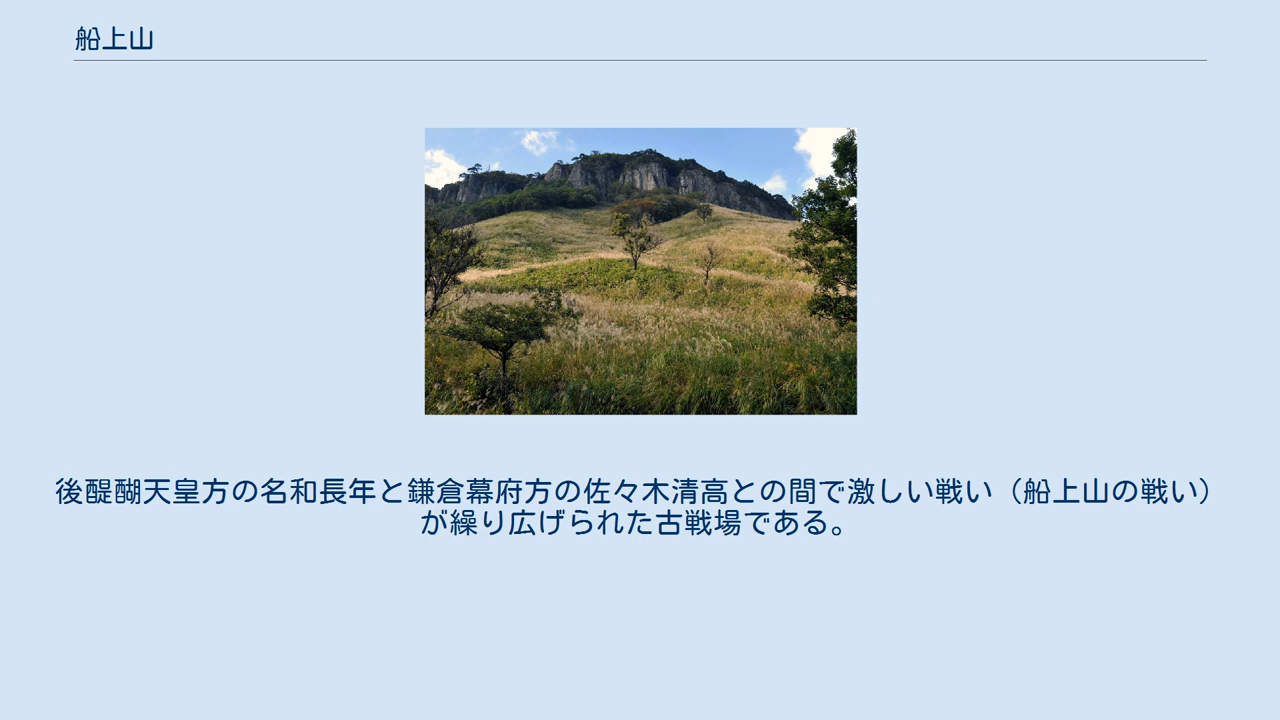 船上山
後醍醐天皇方の名和長年と鎌倉幕府方の佐々木清高との間で激しい戦い（船上山の戦い）
が繰り広げられた古戦場である。